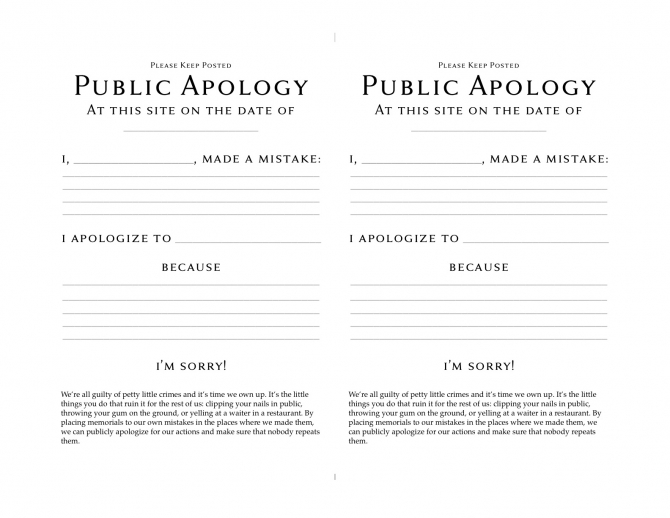 Please Keep Posted
Public Apology
At this site on the date of
I, ____________________, made a mistake:
I apologize to ____________________
because
I'm sorry!
We're all guilty of petty little crimes and it's time we own up. It's the little
things you do that ruin it for the rest of us: clipping your nails in public,
throwing your gum on the ground, or yelling at a waiter in a restaurant. By
placing memorials to our own mistakes in the places where we made them,
we can publicly apologize for our actions and make sure that nobody repeats
them.
Please Keep Posted
Public Apology
At this site on the date of
I, ____________________, made a mistake:
I apologize to ____________________
because
I'm sorry!
We're all guilty of petty little crimes and it's time we own up. It's the little
things you do that ruin it for the rest of us: clipping your nails in public,
throwing your gum on the ground, or yelling at a waiter in a restaurant. By
placing memorials to our own mistakes in the places where we made them,
we can publicly apologize for our actions and make sure that nobody repeats
them.